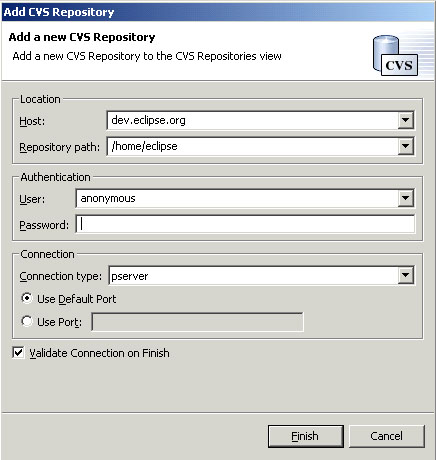 Add CVS Repository
Add a new CVS Repository
Add a new CVS Repository to the CVS Repositories view
CVS
Location
Host: dev.eclipse.org
Repository path: /home/eclipse
Authentication
User: anonymous
Password:
Connection
Connection type: pserver
Use Default Port
Use Port:
Validate Connection on Finish
Finish Cancel